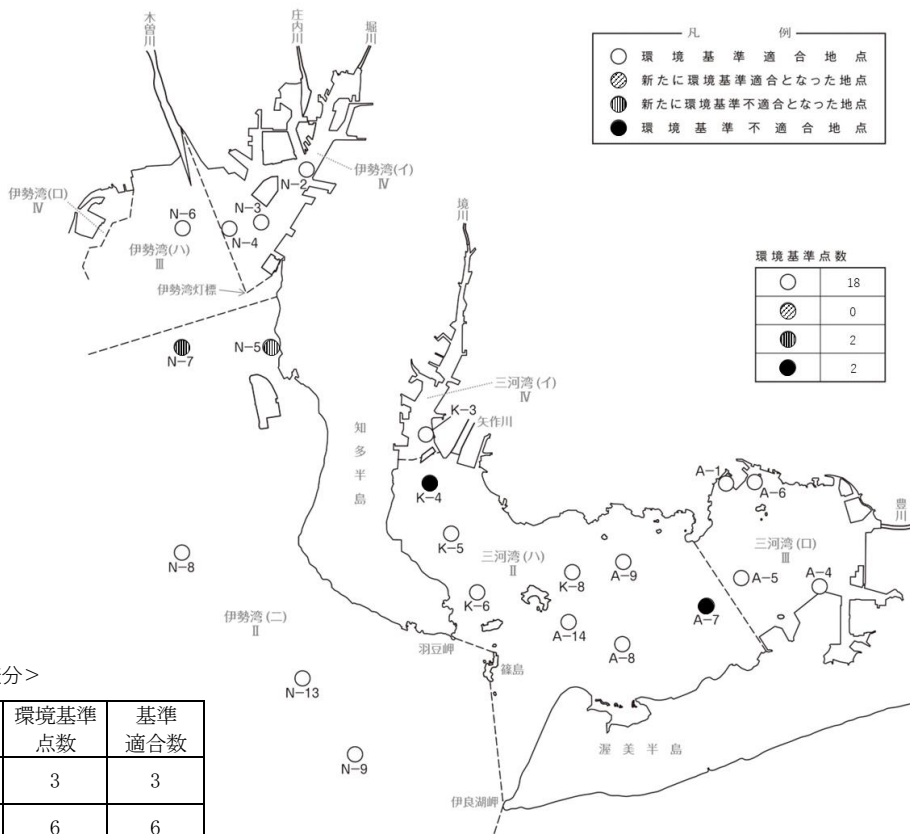 木曽川
庄内川
堀川
凡　例
環境基準適合地点
新たに環境基準適合となった地点
新たに環境基準不適合となった地点
環境基準不適合地点
伊勢湾(イ)
Ⅳ
N-2
伊勢湾(ロ)
Ⅳ
N-6
N-3
N-4
伊勢湾(ハ)
Ⅲ
境川
伊勢湾灯標
環境基準点数
18
0
2
2
N-7
N-5
三河湾(イ)
Ⅳ
K-3
矢作川
知多半島
K-4
A-1
A-6
豊川
K-5
三河湾(ハ)
Ⅱ
三河湾(ロ)
Ⅲ
N-8
K-8
A-9
A-5
A-4
K-6
A-7
伊勢湾(二)
Ⅱ
A-14
A-8
羽豆岬
篠島
分>
N-13
環境基準点数
基準適合数
3
3
6
6
渥美半島
N-9
伊良湖岬